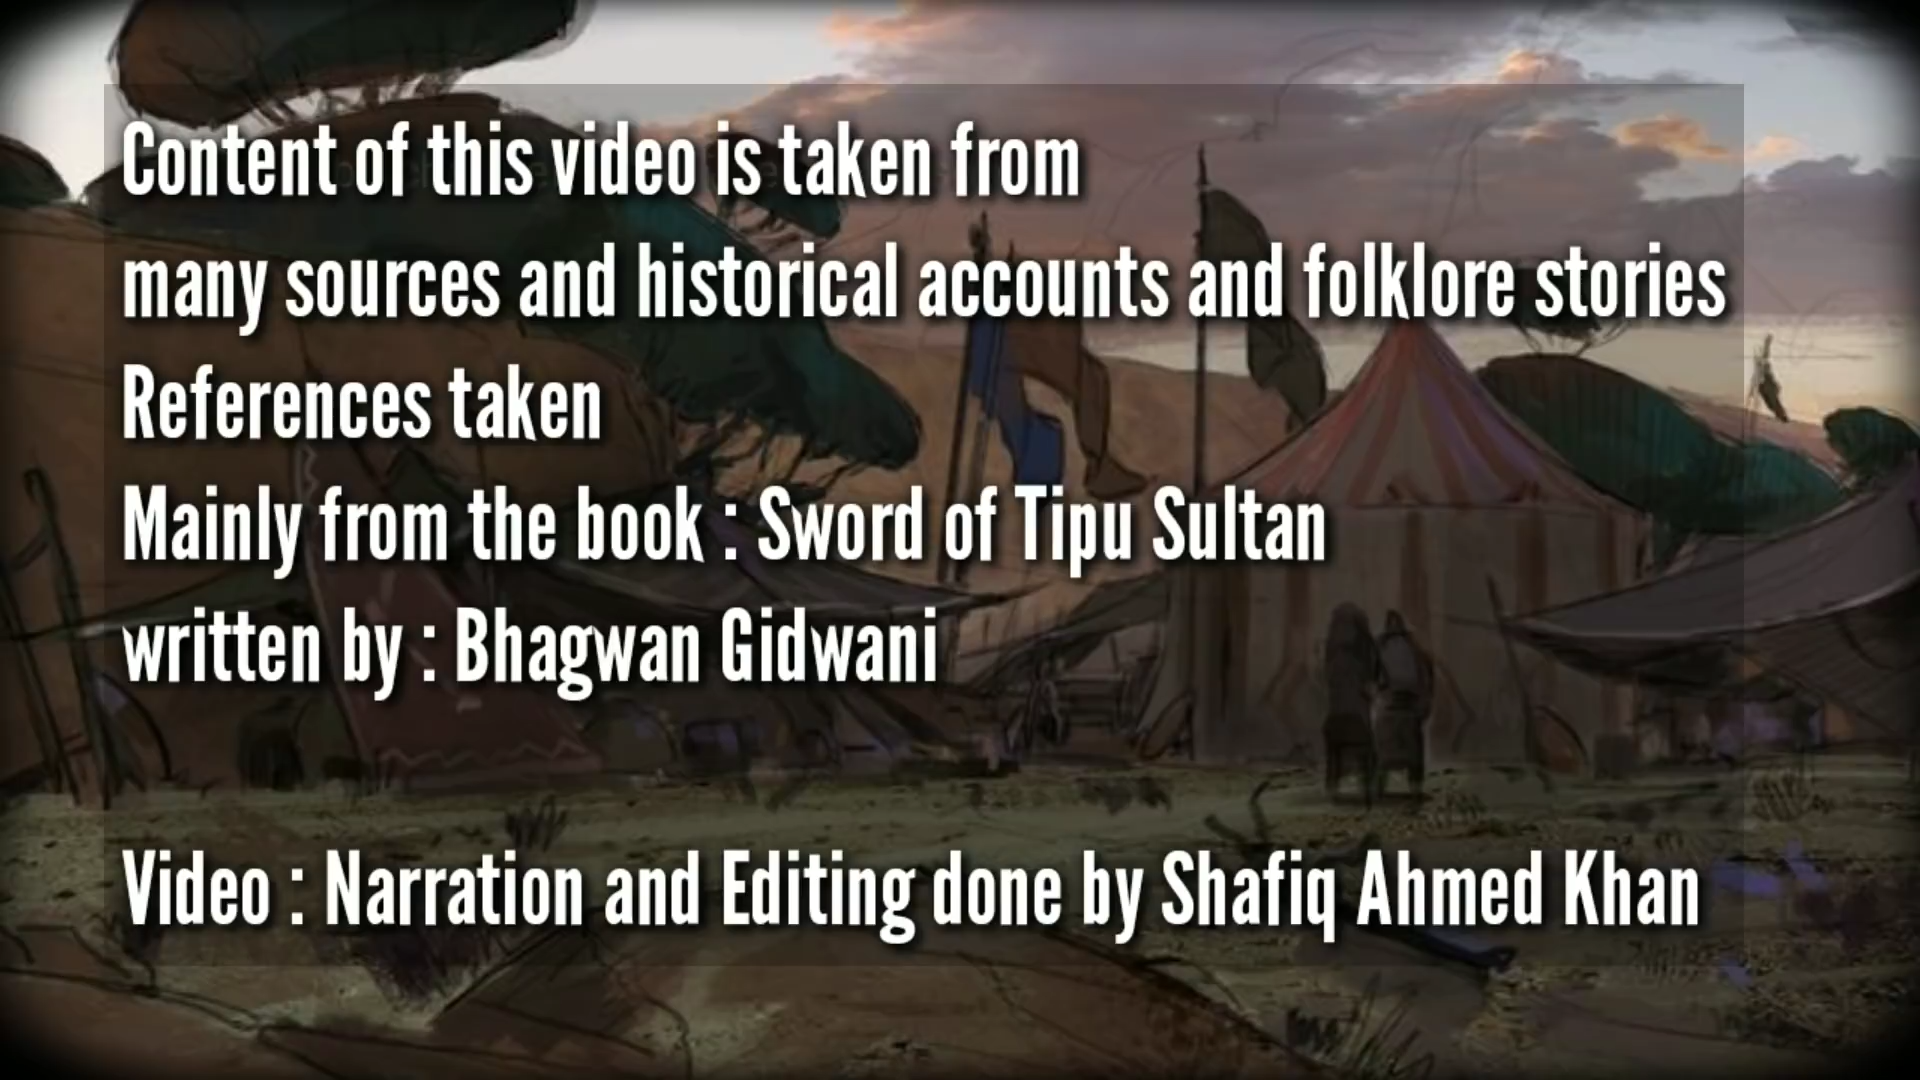 Content of this video is taken from
many sources and historical accounts and folklore stories
References taken
Mainly from the book : Sword of Tipu Sultan
written by : Bhagwan Gidwani
Video : Narration and Editing done by Shafiq Ahmed Khan